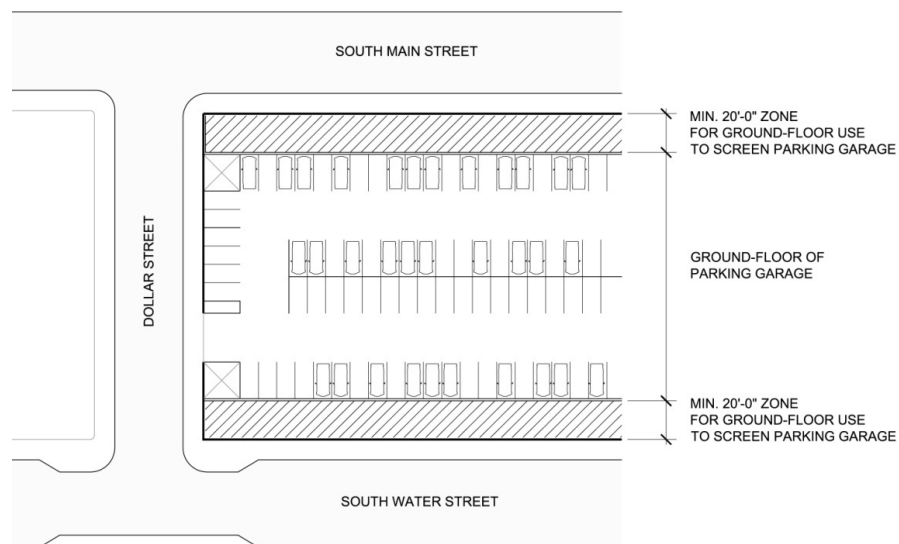 SOUTH MAIN STREET
MIN. 20'-0" ZONE
FOR GROUND-FLOOR USE
TO SCREEN PARKING GARAGE
DOLLAR STREET
GROUND-FLOOR OF
PARKING GARAGE
MIN. 20'-0" ZONE
FOR GROUND-FLOOR USE
TO SCREEN PARKING GARAGE
SOUTH WATER STREET